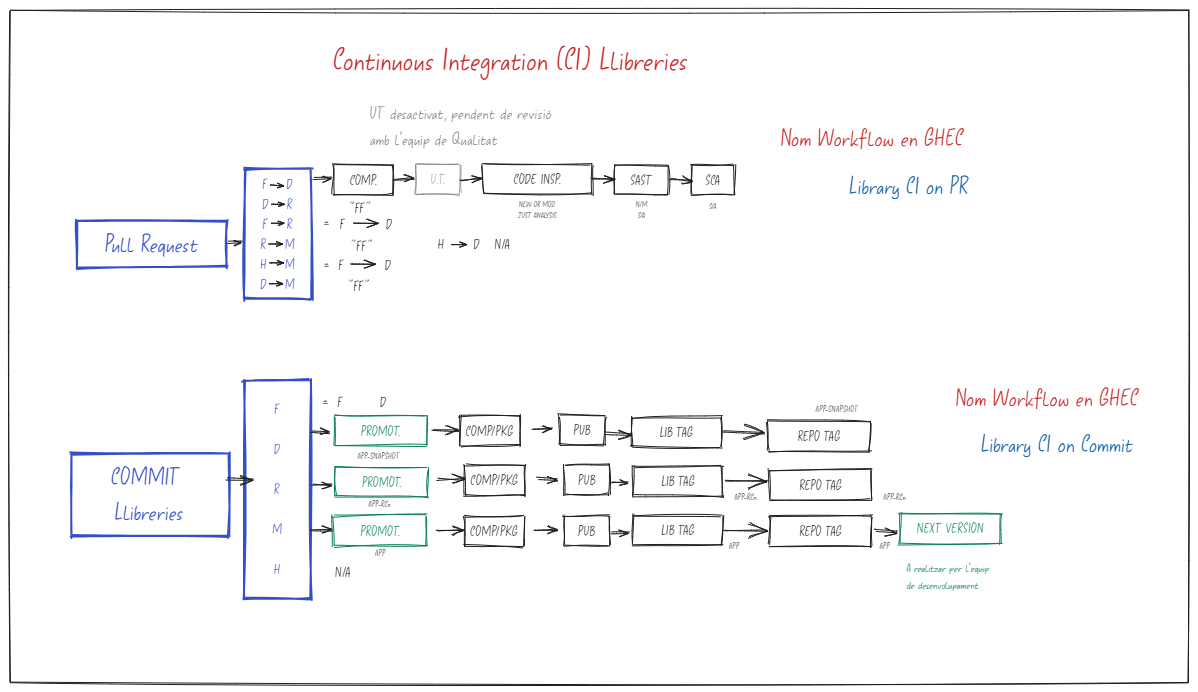 Continuous Integration (CI) LLibreries
UT desactivat, pendent de revisió
amb l'equip de Qualitat
Nom Workflow en GHEC
Library CI on PR
Pull Request
F → D
D → R
F → R
R → M
H → M
D → M
COMP.
U.T.
CODE INSP.
SAST
SCA
"FF"
NEW OR MOD.
JUST ANALYSIS
N/M
SA
SA
= F → D
"FF"
H → D N/A
= F → D
"FF"
Nom Workflow en GHEC
Library CI on Commit
COMMIT
LLibreries
F
D
R
M
H
= F D
PROMOT.
COMP/PKG
PUB
LIB TAG
APP-SNAPSHOT
REPO TAG
APP-SNAPSHOT
PROMOT.
COMP/PKG
PUB
LIB TAG
APP-RCn
REPO TAG
APP-RCn
APP-RCn
PROMOT.
COMP/PKG
PUB
LIB TAG
APP
REPO TAG
APP
NEXT VERSION
APP
N/A
A realitzar per l'equip
de desenvolupament